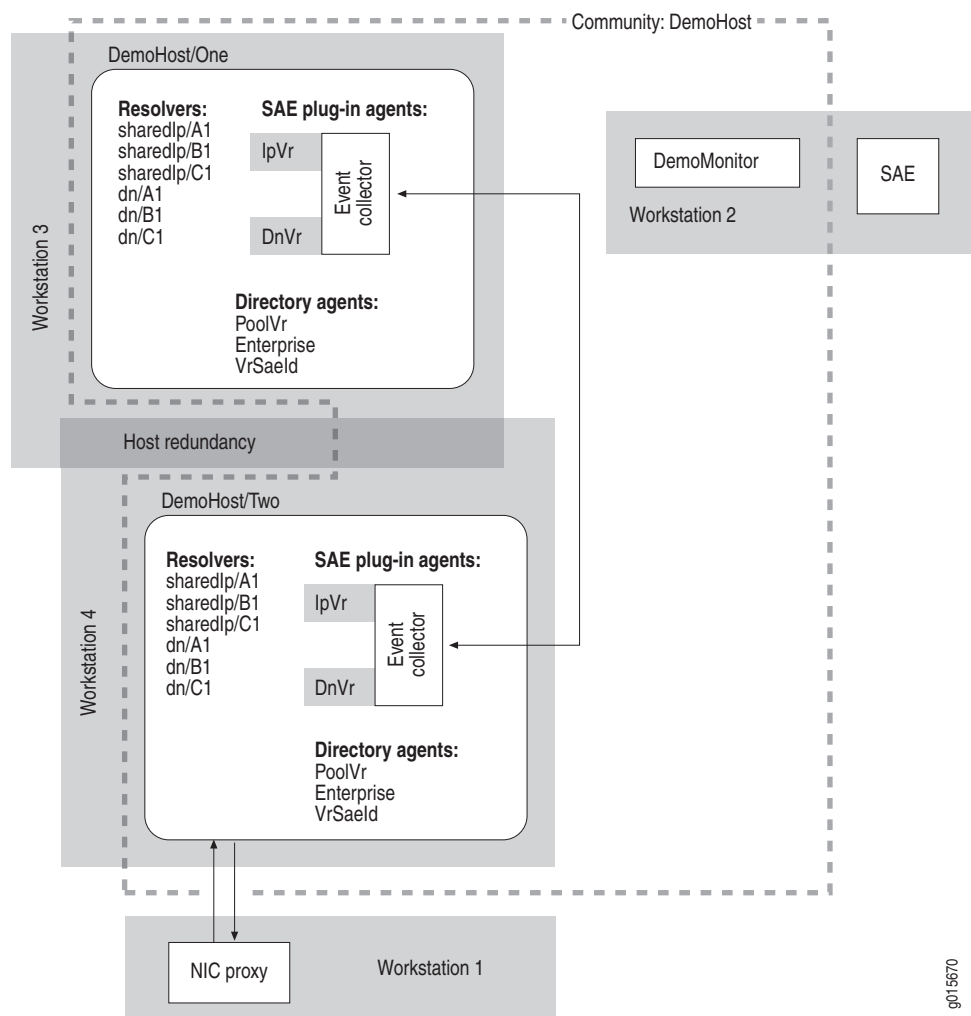 Community: DemoHost
DemoHost/One
Resolvers:
sharedIp/A1
sharedIp/B1
sharedIp/C1
dn/A1
dn/B1
dn/C1
SAE plug-in agents:
IpVr
DnVr
Event
collector
Directory agents:
PoolVr
Enterprise
VrSaeId
Workstation 3
DemoMonitor
SAE
Workstation 2
Host redundancy
DemoHost/Two
Resolvers:
sharedIp/A1
sharedIp/B1
sharedIp/C1
dn/A1
dn/B1
dn/C1
SAE plug-in agents:
IpVr
DnVr
Event
collector
Directory agents:
PoolVr
Enterprise
VrSaeId
Workstation 4
NIC proxy
Workstation 1
g015670